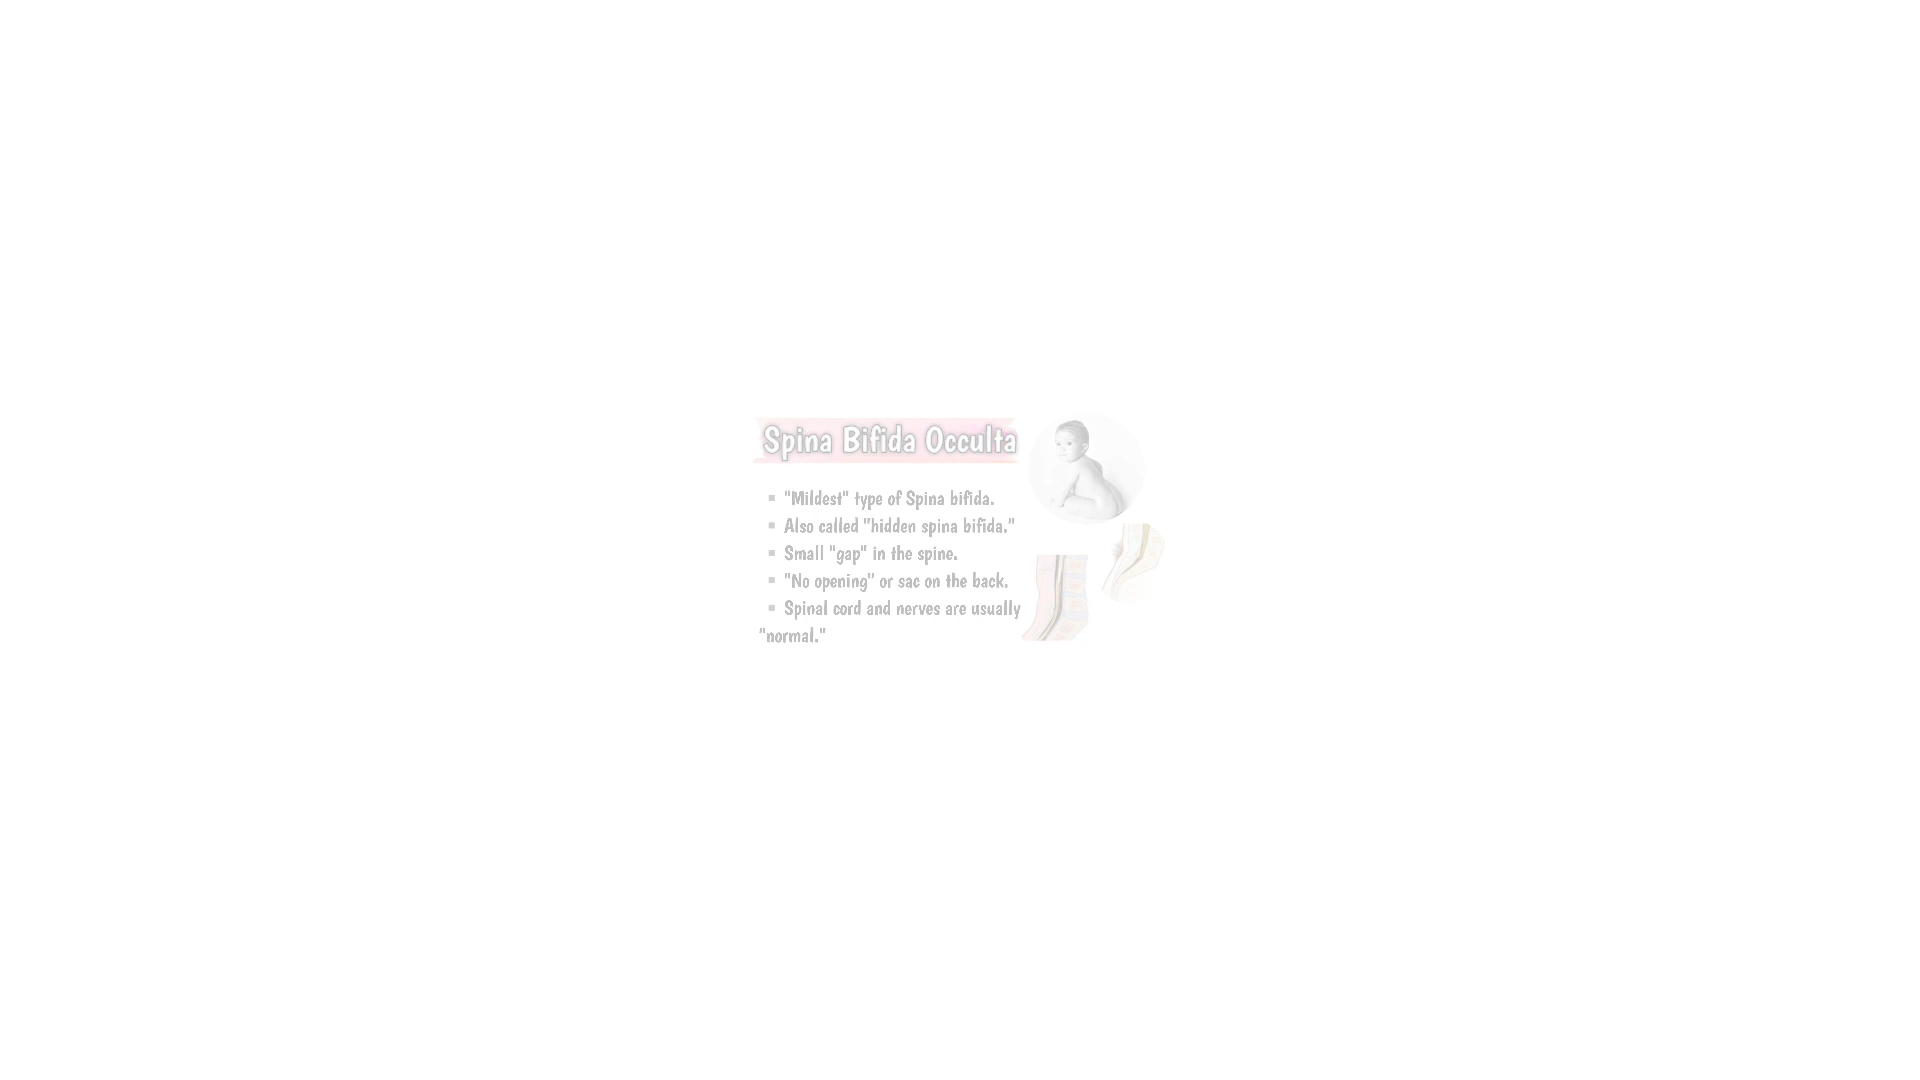 Spina Bifida Occulta
▪ "Mildest" type of Spina bifida.
▪ Also called "hidden spina bifida."
▪ Small "gap" in the spine.
▪ "No opening" or sac on the back.
▪ Spinal cord and nerves are usually
"normal."